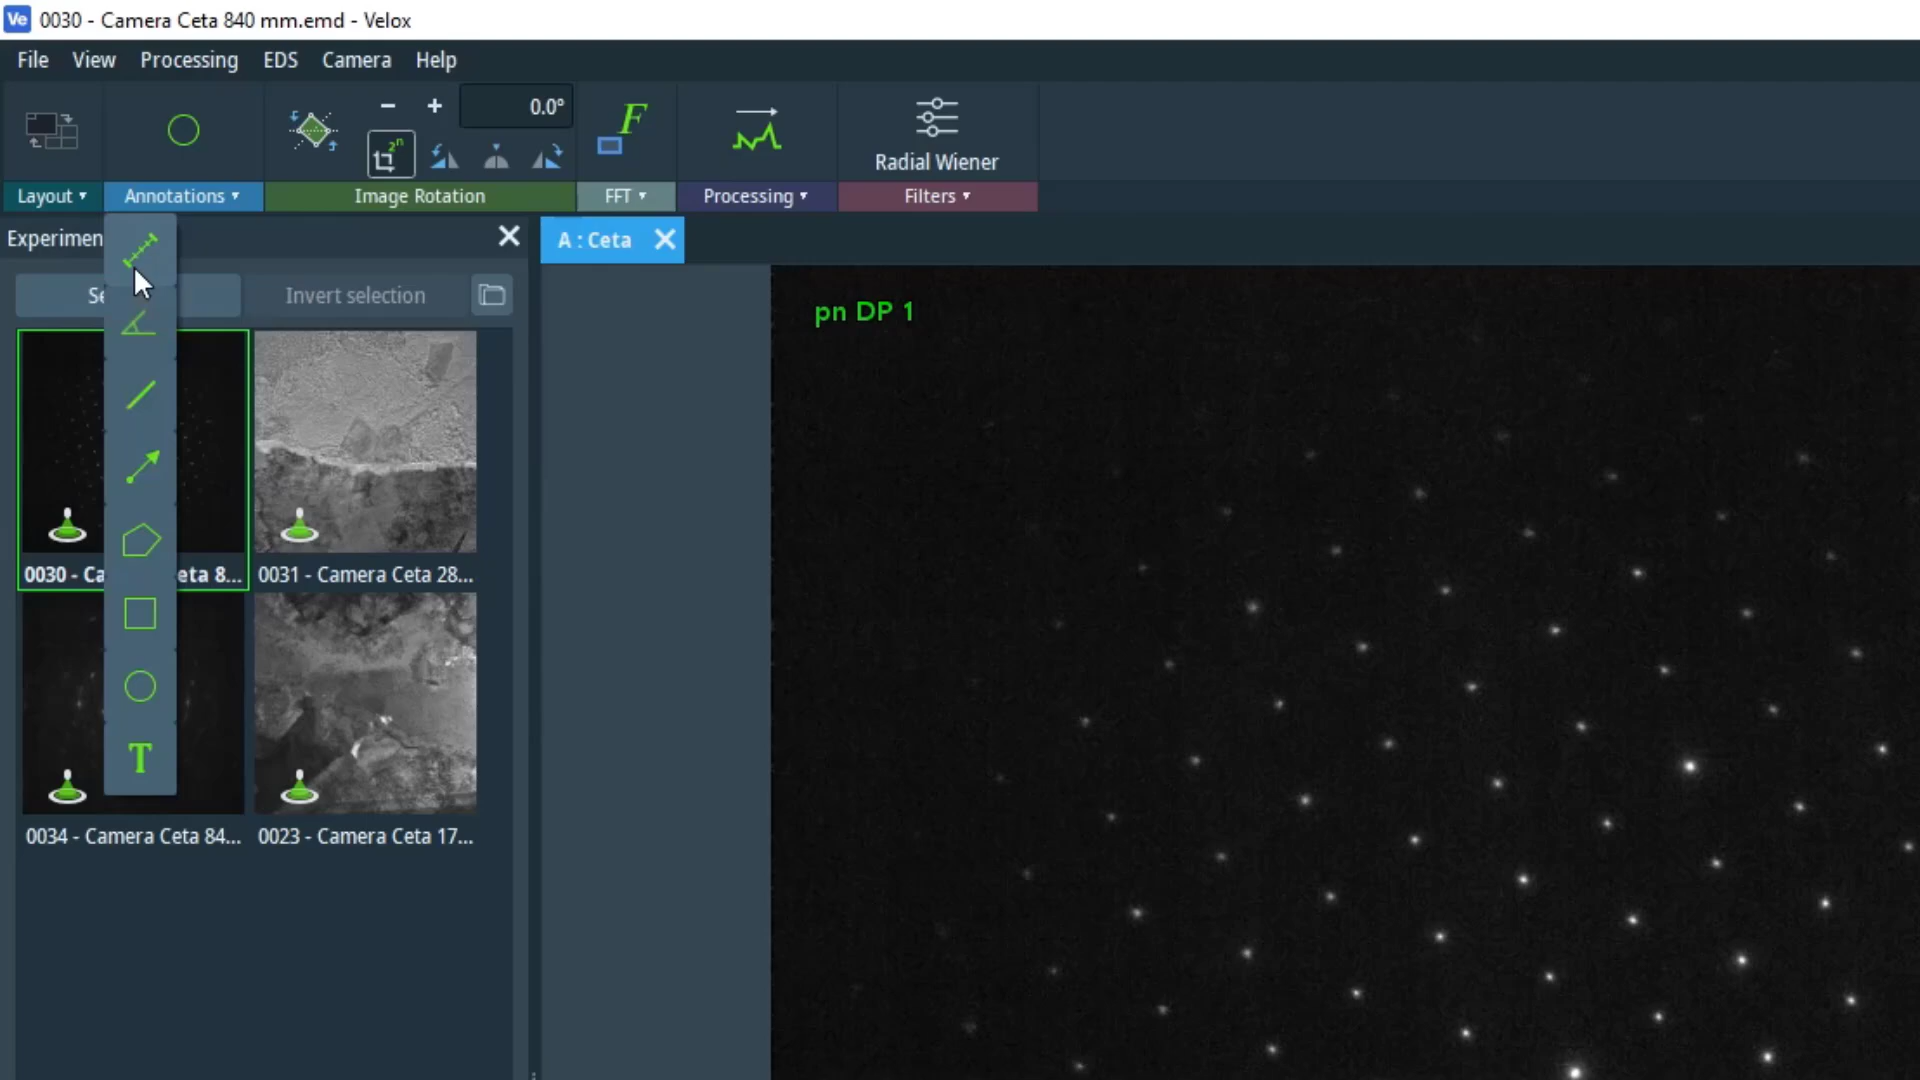 Ve 0030 - Camera Ceta 840 mm.emd - Velox
File View Processing EDS Camera Help
0.0°
F
2ⁿ
Radial Wiener
Layout Annotations Image Rotation FFT Processing Filters
Experimen
A : Ceta
Se
Invert selection
pn DP 1
0030 - Ca eta 8...
0031 - Camera Ceta 28...
T
0034 - Camera Ceta 84...
0023 - Camera Ceta 17...